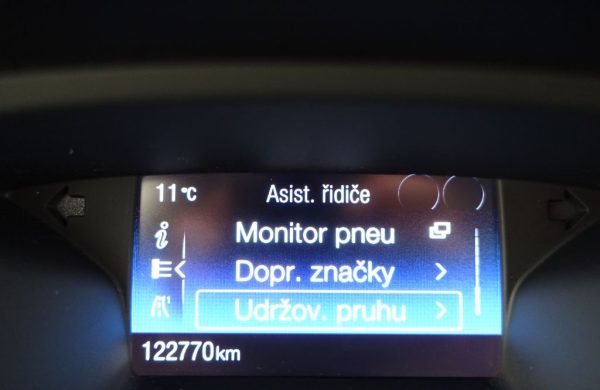 11°C
Asist. řidiče
Monitor pneu
Dopr. značky
Udržov. pruhu
122770km